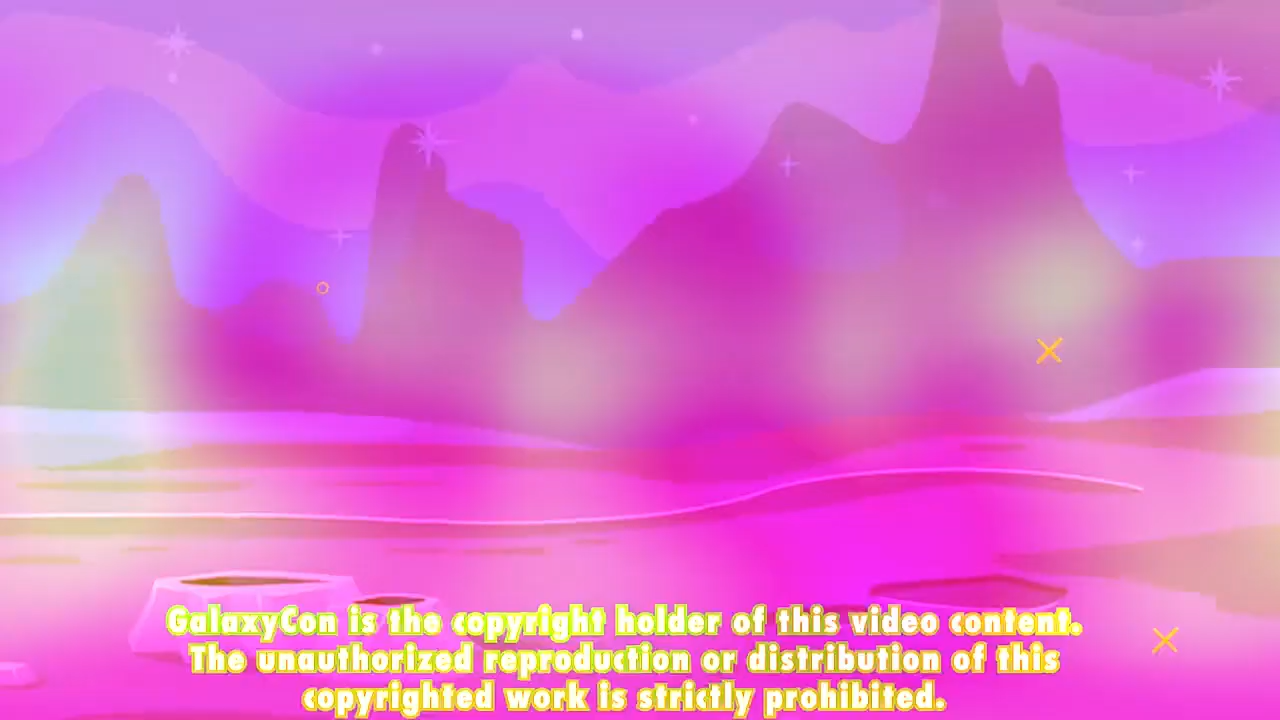 GalaxyCon is the copyright holder of this video content.
The unauthorized reproduction or distribution of this
copyrighted work is strictly prohibited.